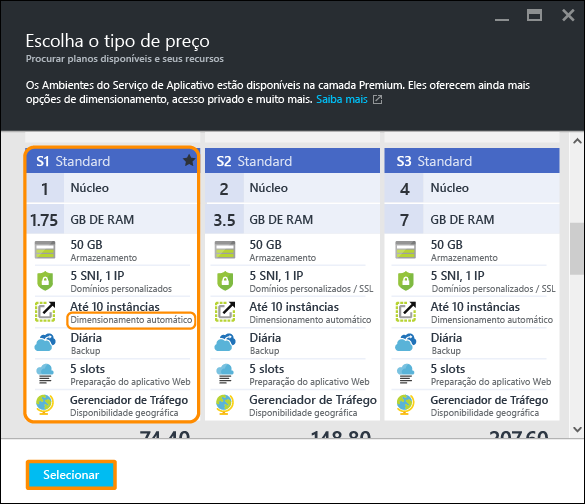 Escolha o tipo de preço
Procurar planos disponíveis e seus recursos
Os Ambientes do Serviço de Aplicativo estão disponíveis na camada Premium. Eles oferecem ainda mais
opções de dimensionamento, acesso privado e muito mais. Saiba mais
S1 Standard
1 Núcleo
1.75 GB DE RAM
50 GB
Armazenamento
5 SNI, 1 IP
Domínios personalizados
Até 10 instâncias
Dimensionamento automático
Diária
Backup
5 slots
Preparação do aplicativo Web
Gerenciador de Tráfego
Disponibilidade geográfica
74.40
S2 Standard
2 Núcleo
3.5 GB DE RAM
50 GB
Armazenamento
5 SNI, 1 IP
Domínios personalizados / SSL
Até 10 instâncias
Dimensionamento automático
Diária
Backup
5 slots
Preparação do aplicativo Web
Gerenciador de Tráfego
Disponibilidade geográfica
148.80
S3 Standard
4 Núcleo
7 GB DE RAM
50 GB
Armazenamento
5 SNI, 1 IP
Domínios personalizados / SSL
Até 10 instâncias
Dimensionamento automático
Diária
Backup
5 slots
Preparação do aplicativo Web
Gerenciador de Tráfego
Disponibilidade geográfica
297.60
Selecionar